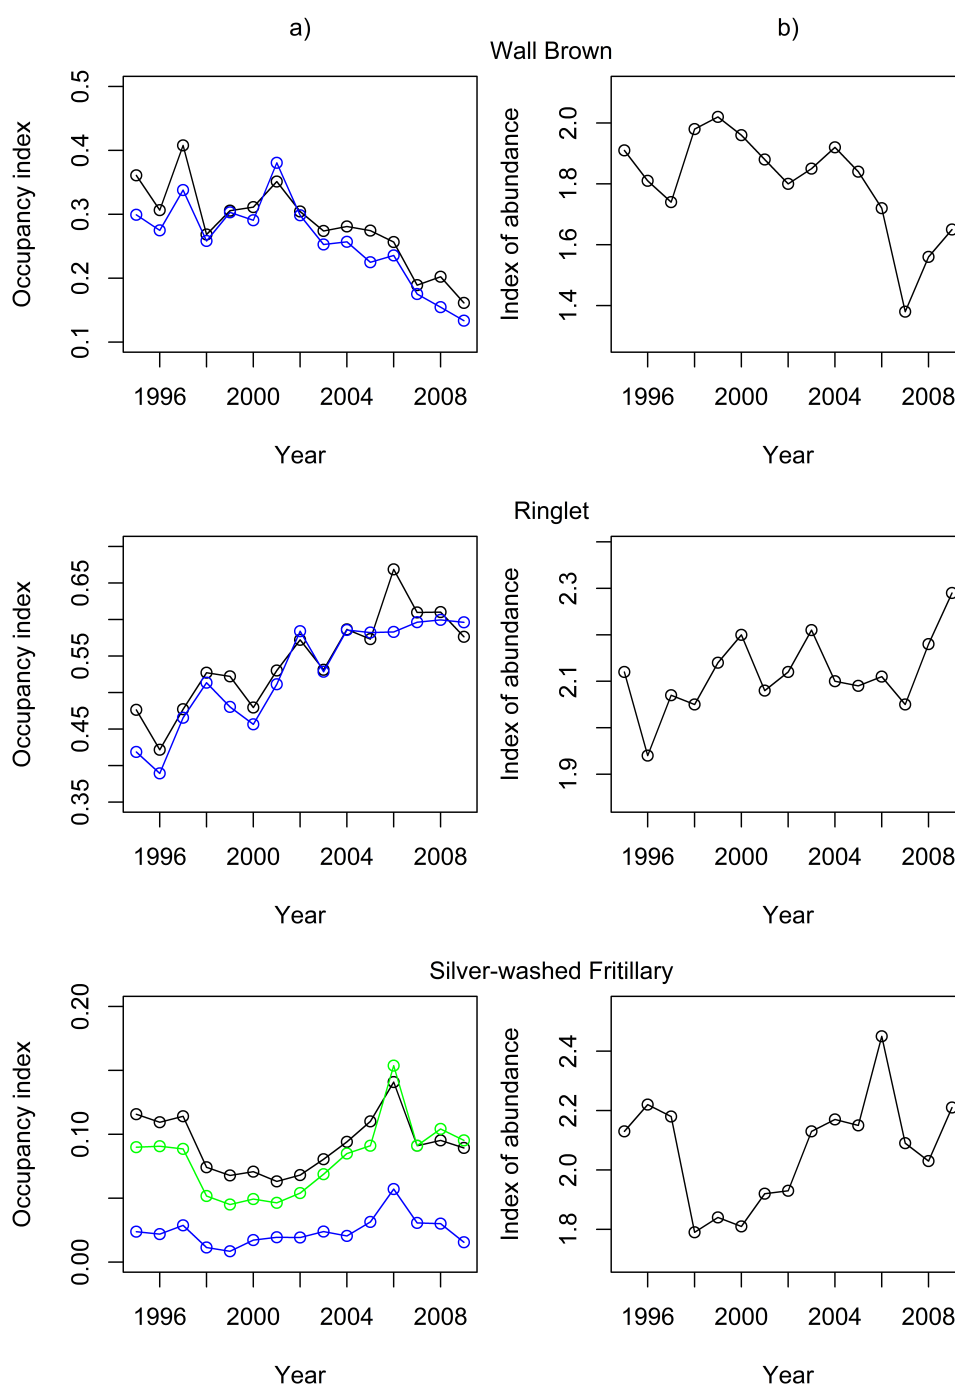 a) b)
Wall Brown
Occupancy index
0.1 0.2 0.3 0.4 0.5
1996 2000 2004 2008
Year
Index of abundance
1.4 1.6 1.8 2.0
1996 2000 2004 2008
Year
Ringlet
Occupancy index
0.35 0.45 0.55 0.65
1996 2000 2004 2008
Year
Index of abundance
1.9 2.1 2.3
1996 2000 2004 2008
Year
Silver-washed Fritillary
Occupancy index
0.00 0.10 0.20
1996 2000 2004 2008
Year
Index of abundance
1.8 2.0 2.2 2.4
1996 2000 2004 2008
Year